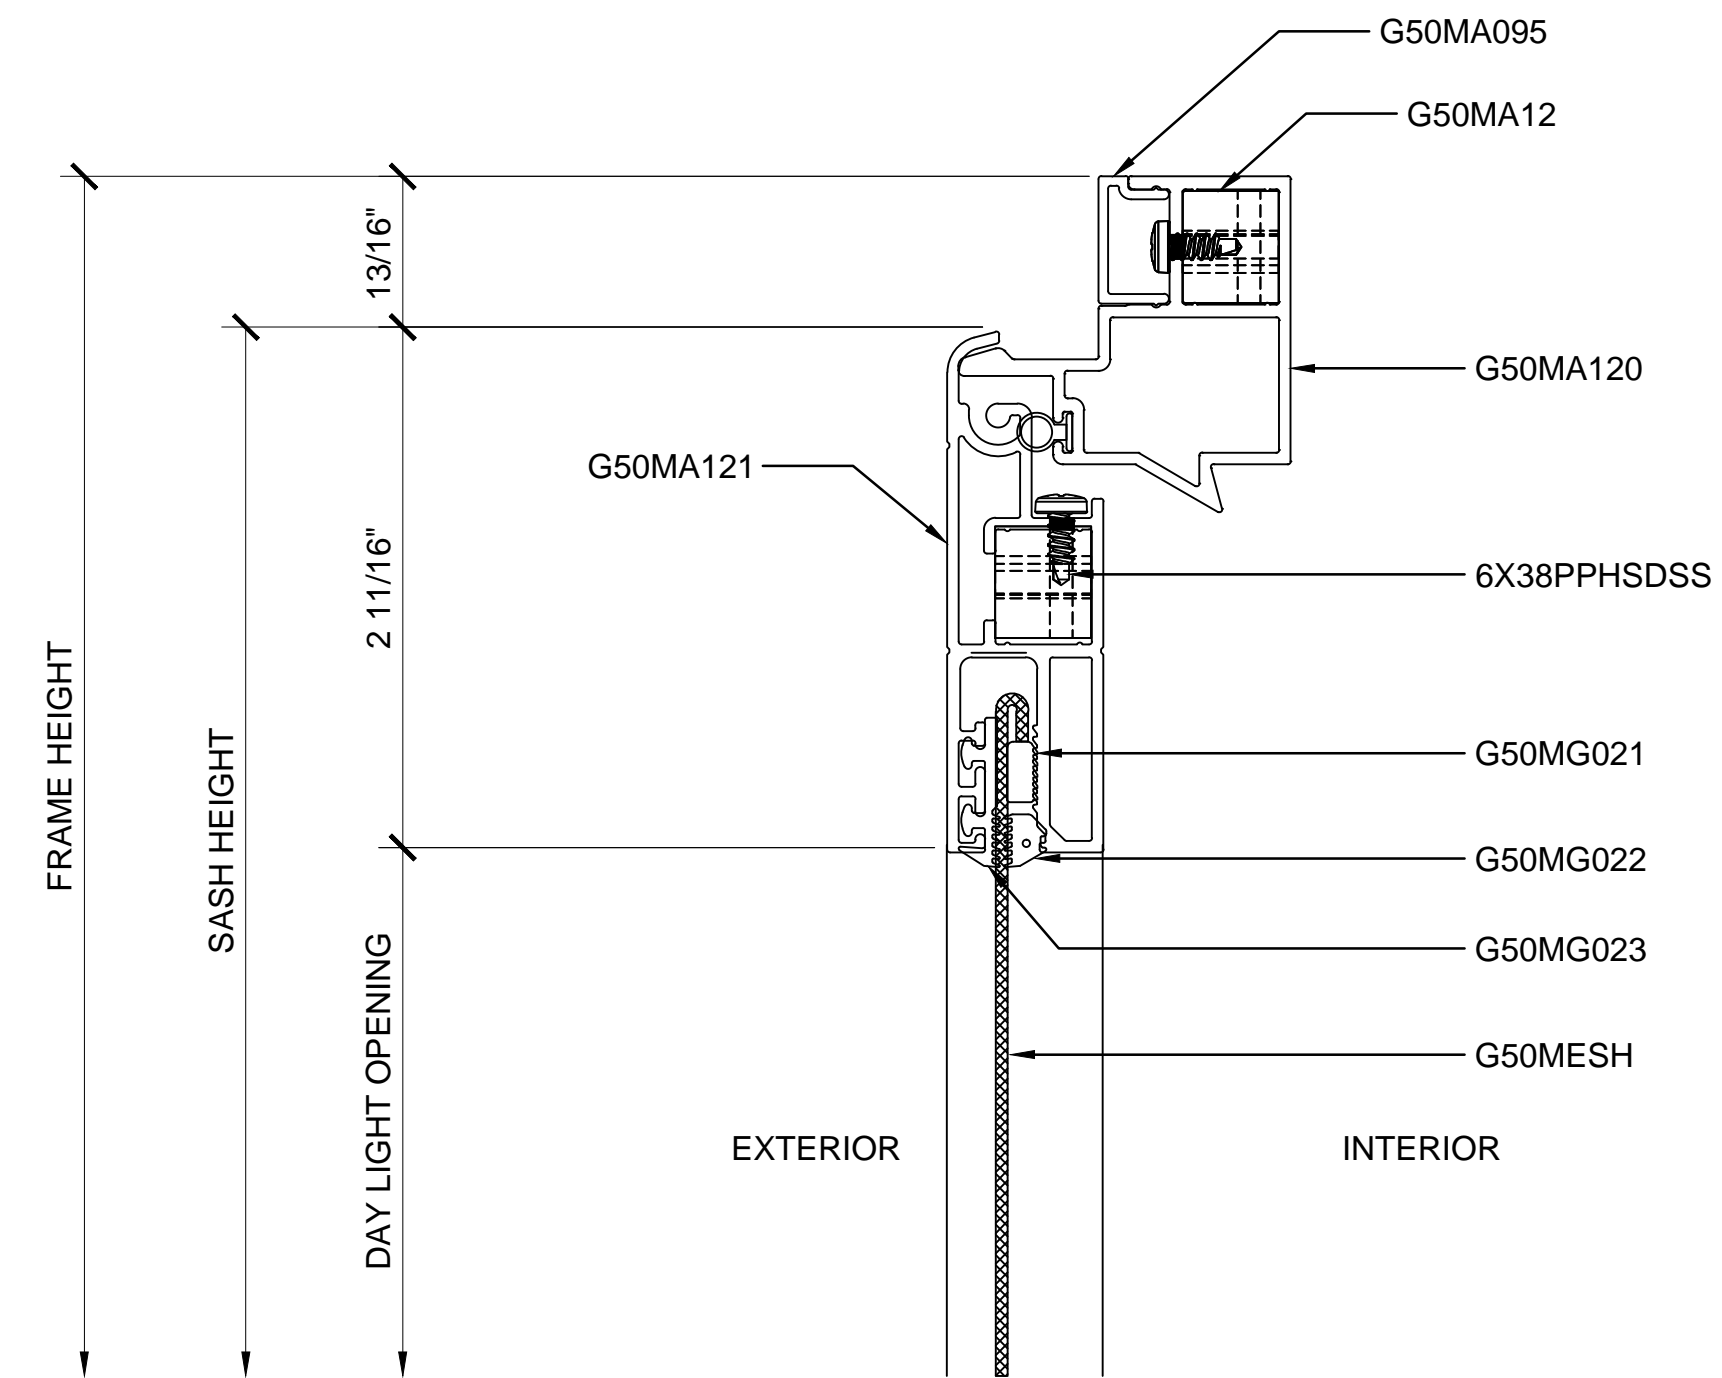 G50MA095
G50MA12
13/16"
G50MA120
G50MA121
2 11/16"
6X38PPHSDSS
FRAME HEIGHT
SASH HEIGHT
G50MG021
G50MG022
G50MG023
DAY LIGHT OPENING
G50MESH
EXTERIOR
INTERIOR